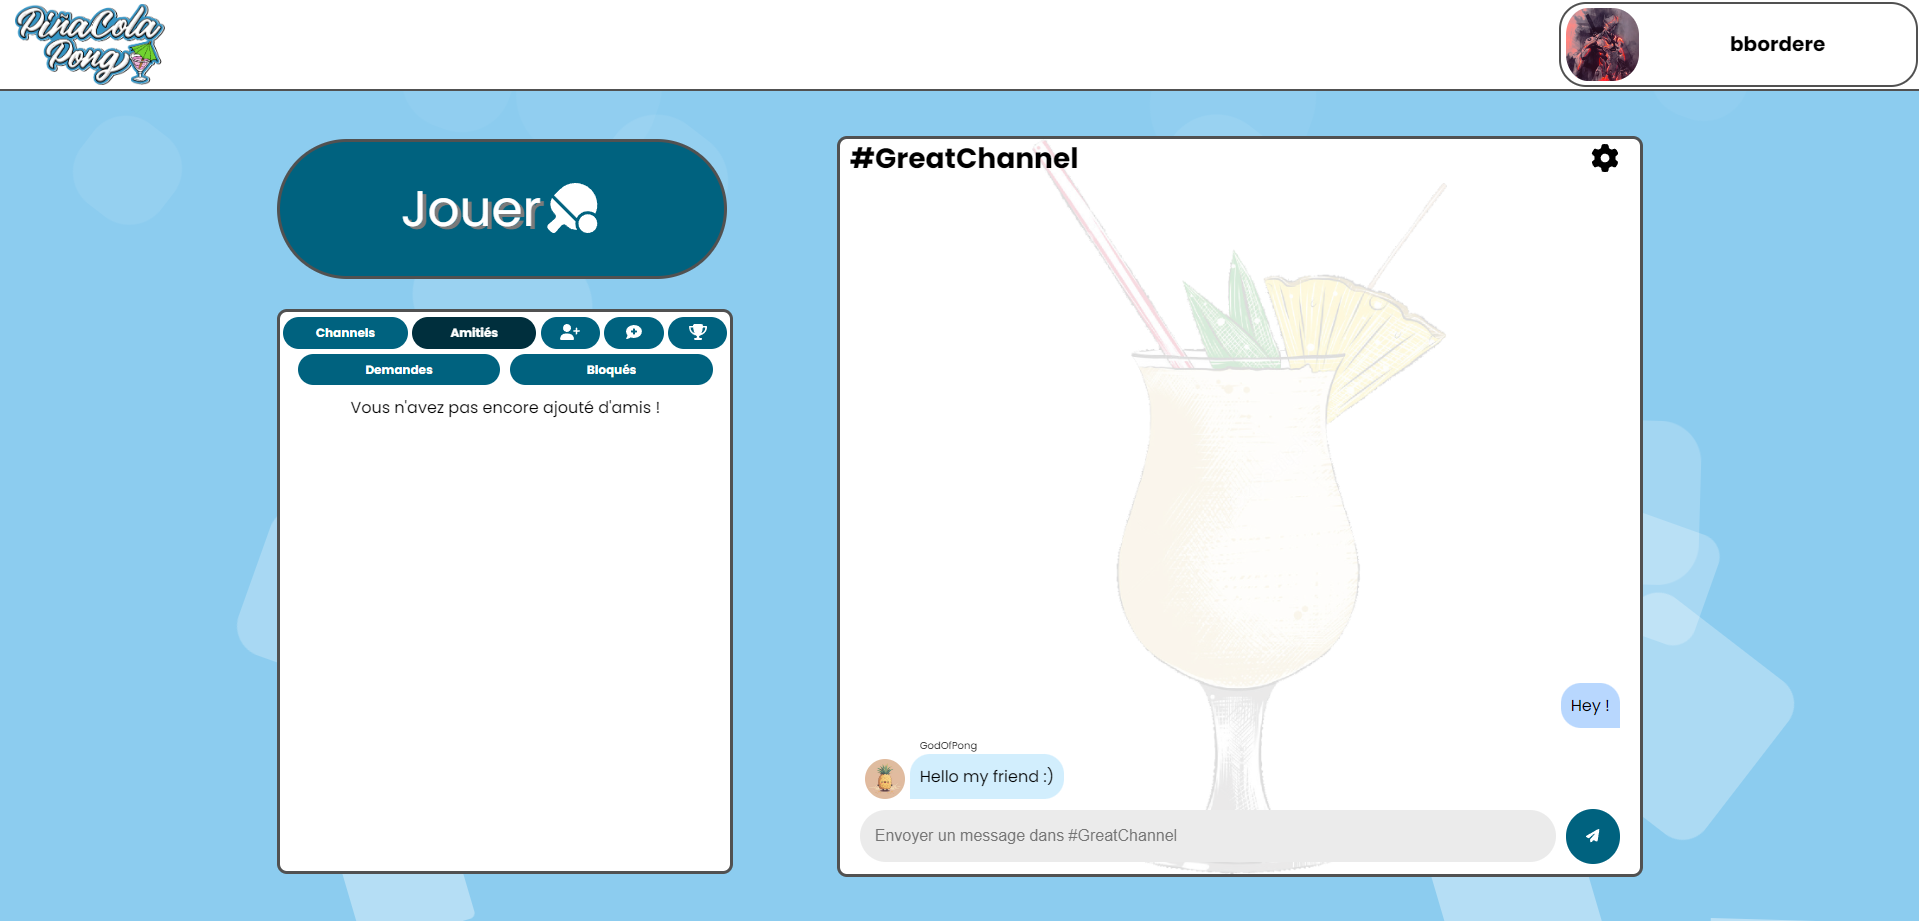 PiñaCola
Pong
bbordere
Jouer
Channels
Amitiés
Demandes
Bloqués
Vous n'avez pas encore ajouté d'amis !
#GreatChannel
Hey !
GodOfPong
Hello my friend :)
Envoyer un message dans #GreatChannel